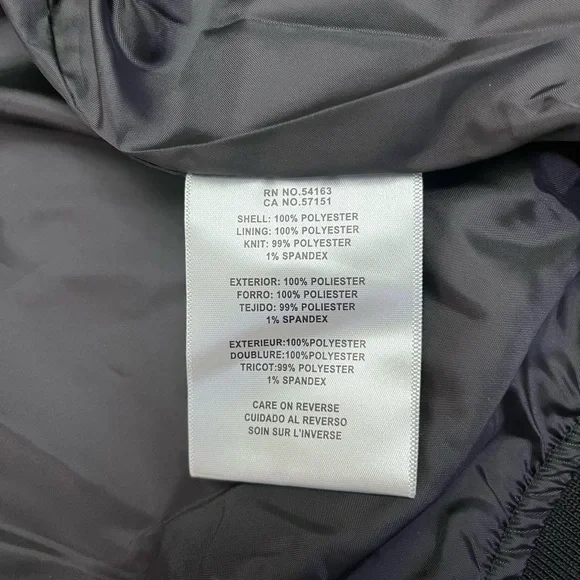 RN NO.54163
CA NO.57151
SHELL: 100% POLYESTER
LINING: 100% POLYESTER
KNIT: 99% POLYESTER
1% SPANDEX
EXTERIOR: 100% POLIESTER
FORRO: 100% POLIESTER
TEJIDO: 99% POLIESTER
1% SPANDEX
EXTERIEUR:100%POLYESTER
DOUBLURE:100%POLYESTER
TRICOT:99% POLYESTER
1% SPANDEX
CARE ON REVERSE
CUIDADO AL REVERSO
SOIN SUR L'INVERSE